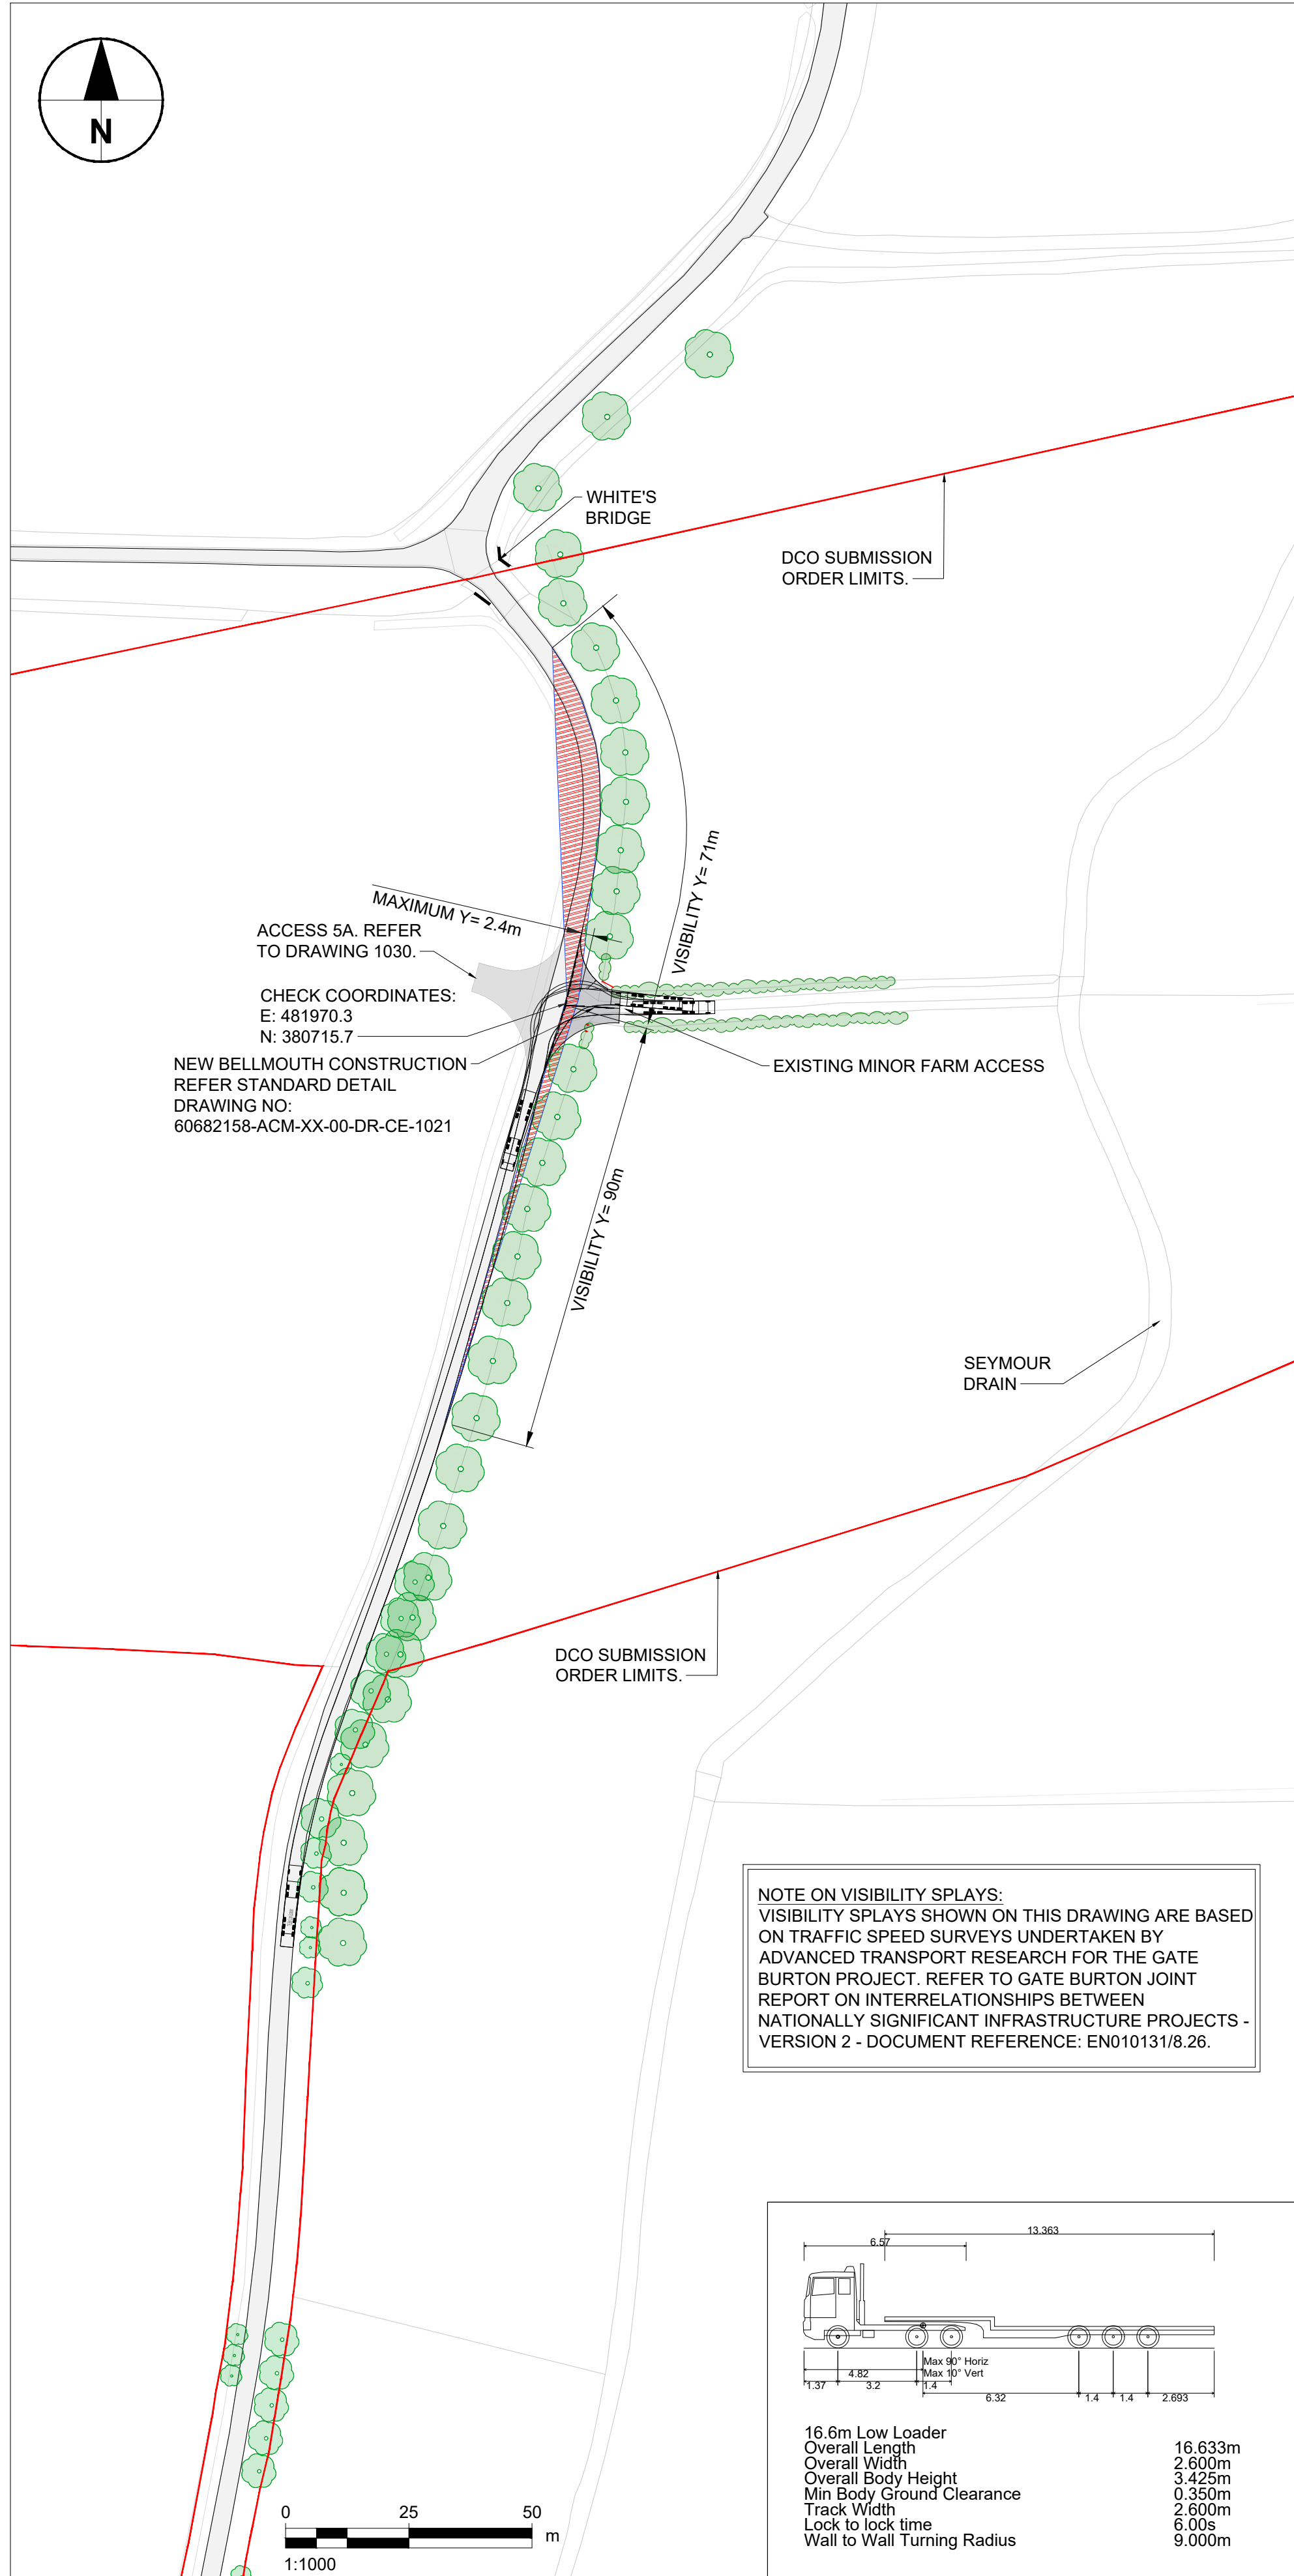 N
WHITE'S
BRIDGE
DCO SUBMISSION
ORDER LIMITS.
VISIBILITY Y= 71m
MAXIMUM Y= 2.4m
ACCESS 5A. REFER
TO DRAWING 1030.
CHECK COORDINATES:
E: 481970.3
N: 380715.7
NEW BELLMOUTH CONSTRUCTION
REFER STANDARD DETAIL
DRAWING NO:
60682158-ACM-XX-00-DR-CE-1021
EXISTING MINOR FARM ACCESS
VISIBILITY Y= 90m
SEYMOUR
DRAIN
DCO SUBMISSION
ORDER LIMITS.
NOTE ON VISIBILITY SPLAYS:
VISIBILITY SPLAYS SHOWN ON THIS DRAWING ARE BASED
ON TRAFFIC SPEED SURVEYS UNDERTAKEN BY
ADVANCED TRANSPORT RESEARCH FOR THE GATE
BURTON PROJECT. REFER TO GATE BURTON JOINT
REPORT ON INTERRELATIONSHIPS BETWEEN
NATIONALLY SIGNIFICANT INFRASTRUCTURE PROJECTS -
VERSION 2 - DOCUMENT REFERENCE: EN010131/8.26.
13.363
6.57
Max 90° Horiz
4.82 Max 10° Vert
1.37 3.2 1.4
6.32 1.4 1.4 2.693
16.6m Low Loader
Overall Length 16.633m
Overall Width 2.600m
Overall Body Height 3.425m
Min Body Ground Clearance 0.350m
Track Width 2.600m
Lock to lock time 6.00s
Wall to Wall Turning Radius 9.000m
0 25 50
m
1:1000